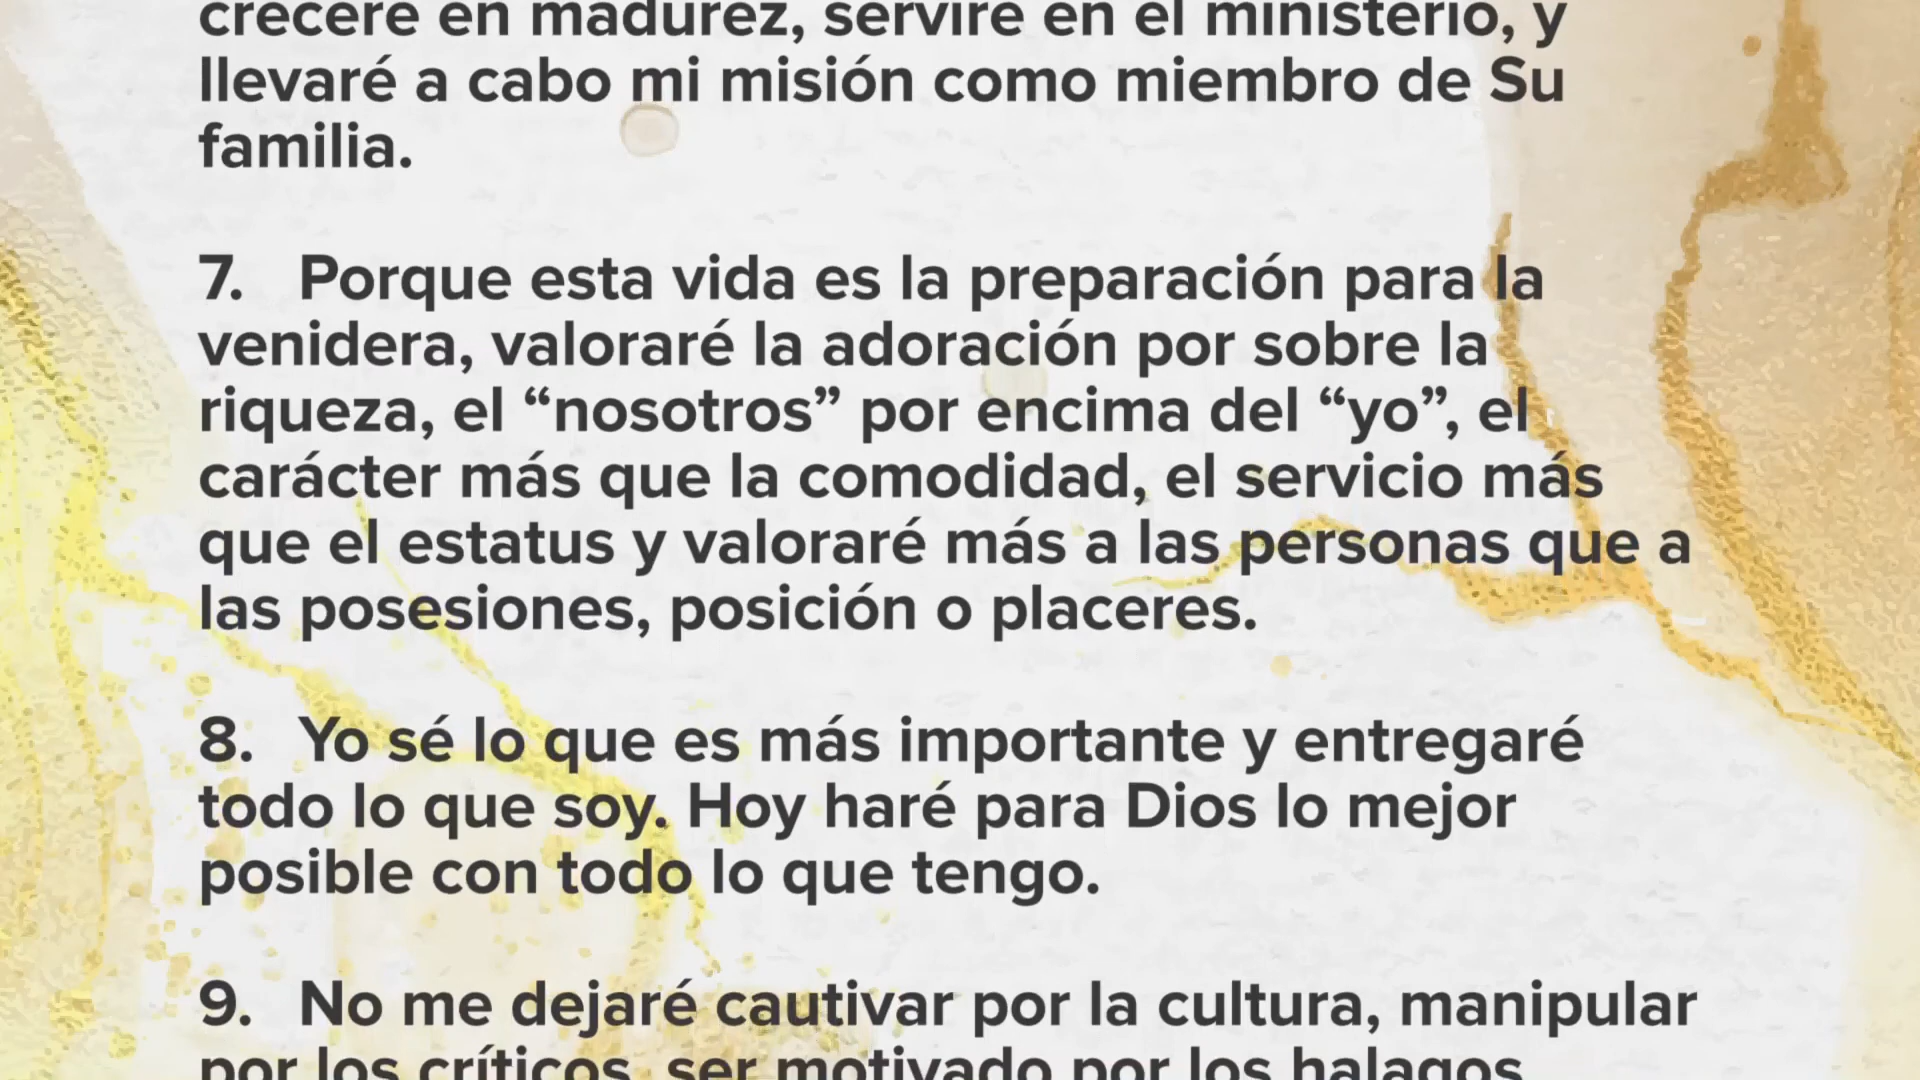 creceré en madurez, serviré en el ministerio, y
llevaré a cabo mi misión como miembro de Su
familia.
7. Porque esta vida es la preparación para la
venidera, valoraré la adoración por sobre la
riqueza, el “nosotros” por encima del “yo”, el
carácter más que la comodidad, el servicio más
que el estatus y valoraré más a las personas que a
las posesiones, posición o placeres.
8. Yo sé lo que es más importante y entregaré
todo lo que soy. Hoy haré para Dios lo mejor
posible con todo lo que tengo.
9. No me dejaré cautivar por la cultura, manipular
por los críticos, ser motivado por los halagos,